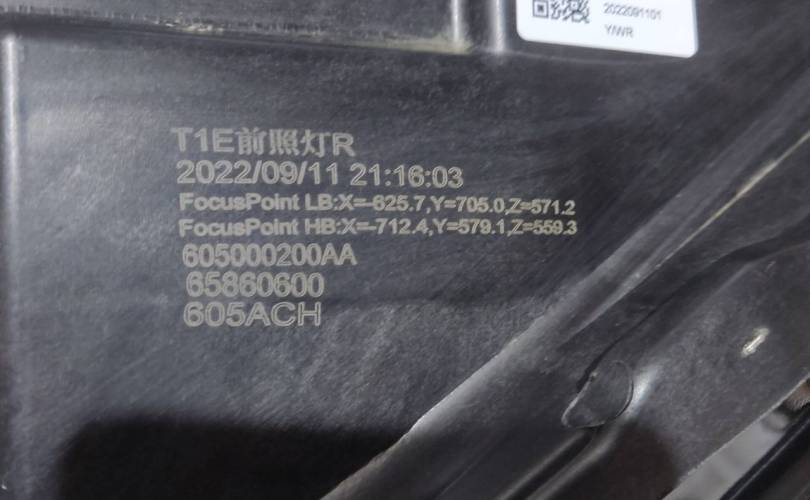 2022091101
Y/WR
T1E前照灯R
2022/09/11 21:16:03
FocusPoint LB:X=-625.7,Y=705.0,Z=571.2
FocusPoint HB:X=-712.4,Y=579.1,Z=559.3
605000200AA
65860600
605ACH